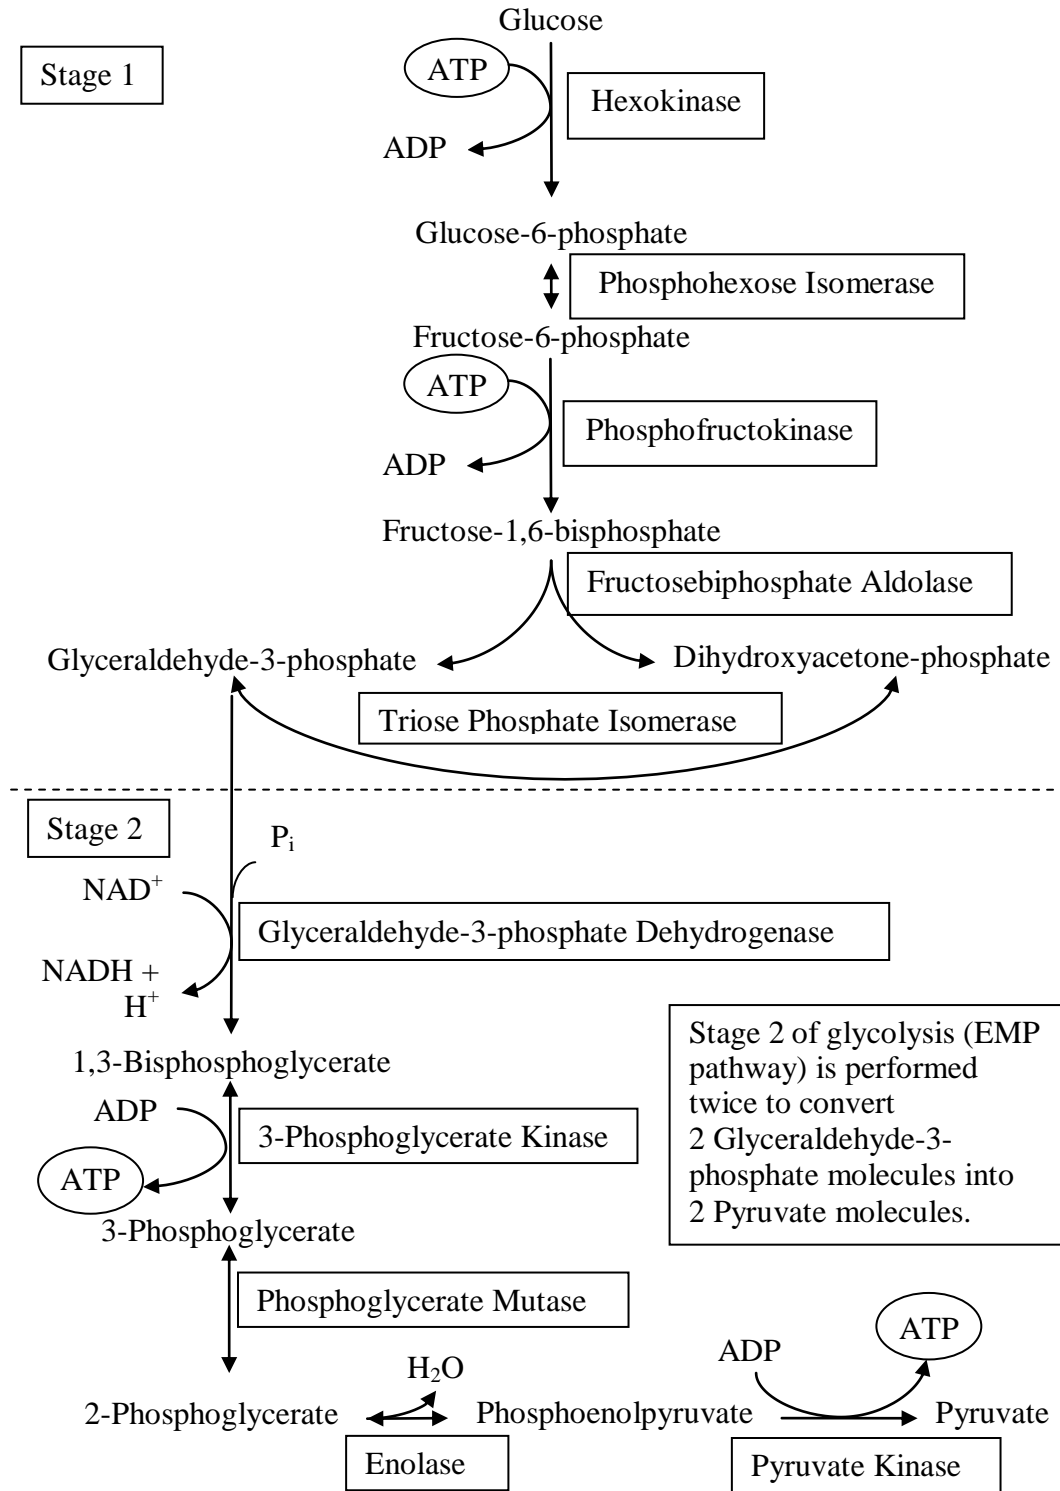 Glucose
Stage 1
ATP
Hexokinase
ADP
Glucose-6-phosphate
Phosphohexose Isomerase
Fructose-6-phosphate
ATP
Phosphofructokinase
ADP
Fructose-1,6-bisphosphate
Fructosebiphosphate Aldolase
Glyceraldehyde-3-phosphate
Dihydroxyacetone-phosphate
Triose Phosphate Isomerase
Stage 2
Pᵢ
NAD⁺
Glyceraldehyde-3-phosphate Dehydrogenase
NADH +
H⁺
1,3-Bisphosphoglycerate
ADP
3-Phosphoglycerate Kinase
ATP
3-Phosphoglycerate
Stage 2 of glycolysis (EMP
pathway) is performed
twice to convert
2 Glyceraldehyde-3-
phosphate molecules into
2 Pyruvate molecules.
Phosphoglycerate Mutase
H₂O
ADP
ATP
2-Phosphoglycerate
Phosphoenolpyruvate
Pyruvate
Enolase
Pyruvate Kinase